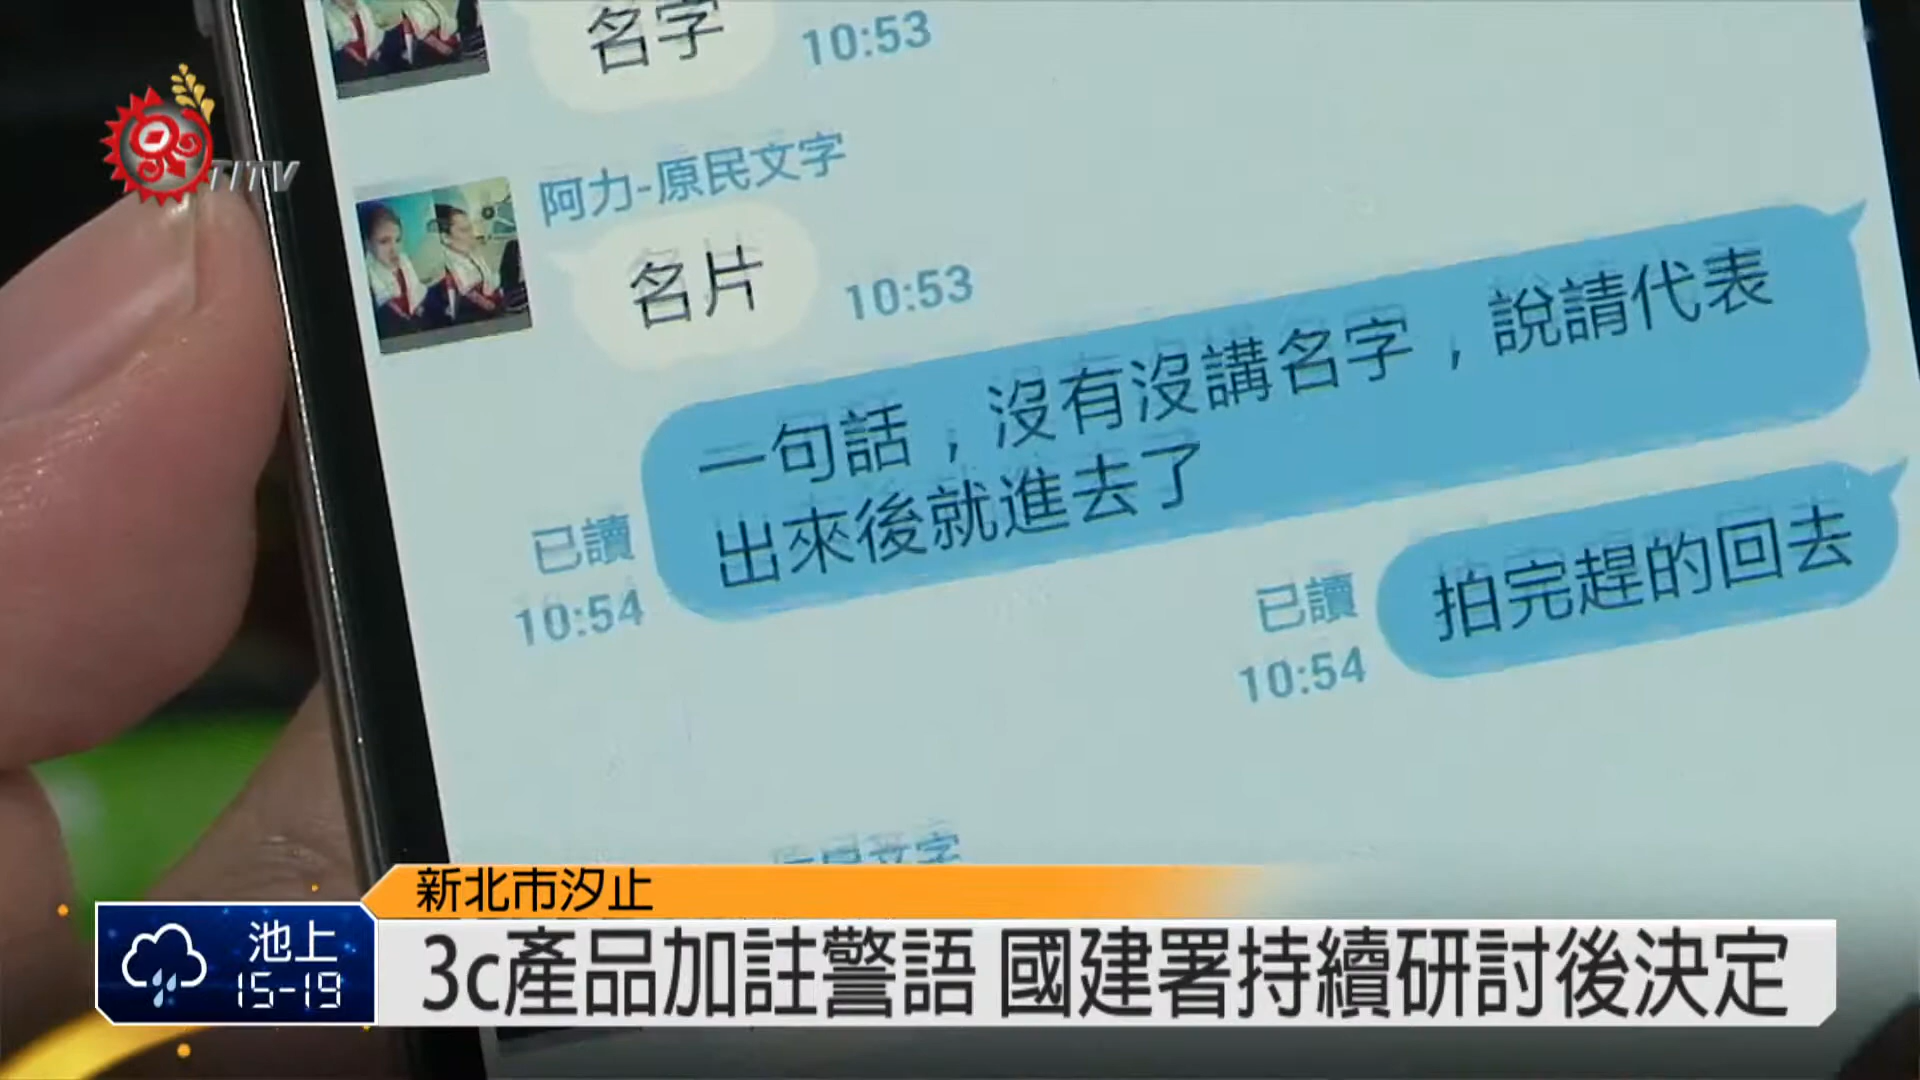 名字
10:53
TITV
阿力-原民文字
名片
10:53
一句話，沒有沒講名字，說請代表
出來後就進去了
已讀
10:54
拍完趕的回去
已讀
10:54
新北市汐止
池上
15-19
3c產品加註警語 國健署持續研討後決定